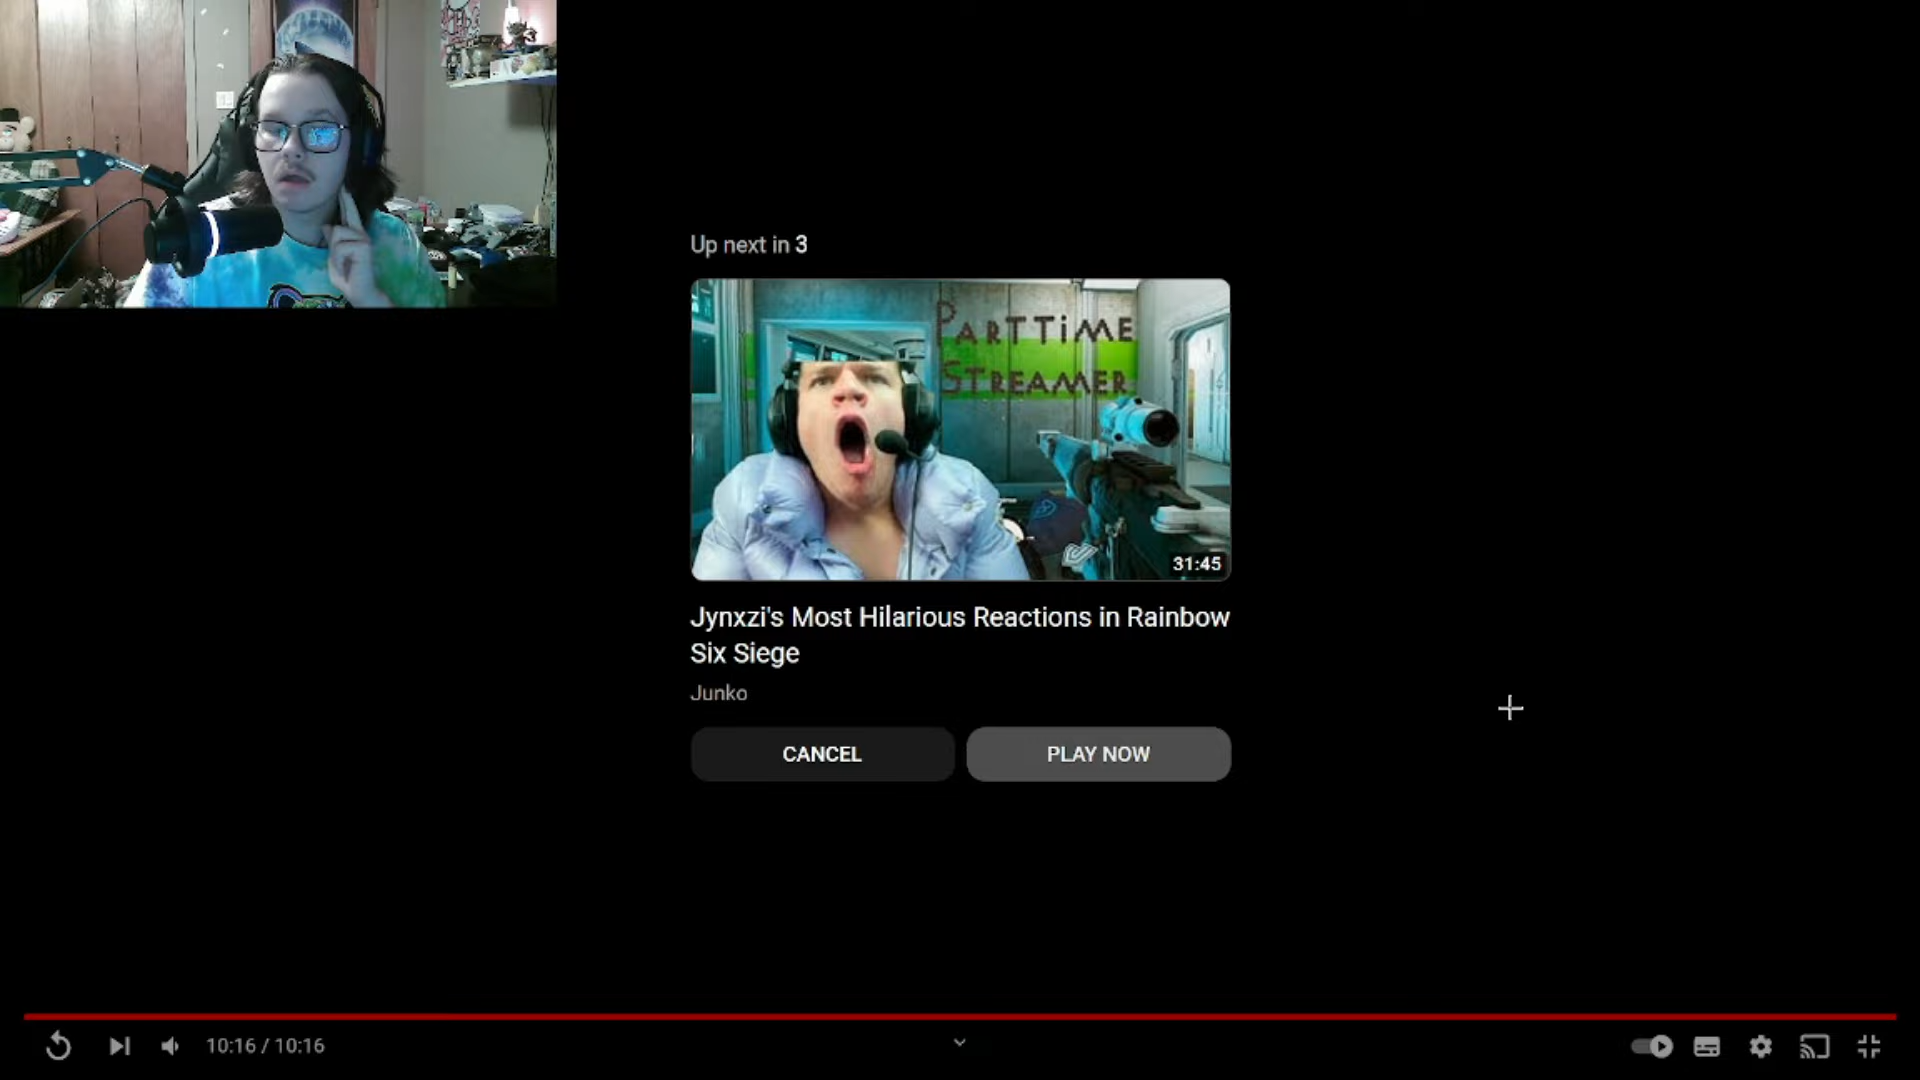 Up next in 3
PARTTIME
STREAMER
31:45
Jynxzi's Most Hilarious Reactions in Rainbow
Six Siege
Junko
CANCEL
PLAY NOW
10:16 / 10:16